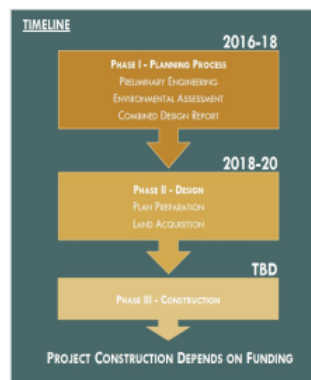 TIMELINE
2016-18
PHASE I - PLANNING PROCESS
PRELIMINARY ENGINEERING
ENVIRONMENTAL ASSESSMENT
COMBINED DESIGN REPORT
2018-20
PHASE II - DESIGN
PLAN PREPARATION
LAND ACQUISITION
TBD
PHASE III - CONSTRUCTION
PROJECT CONSTRUCTION DEPENDS ON FUNDING